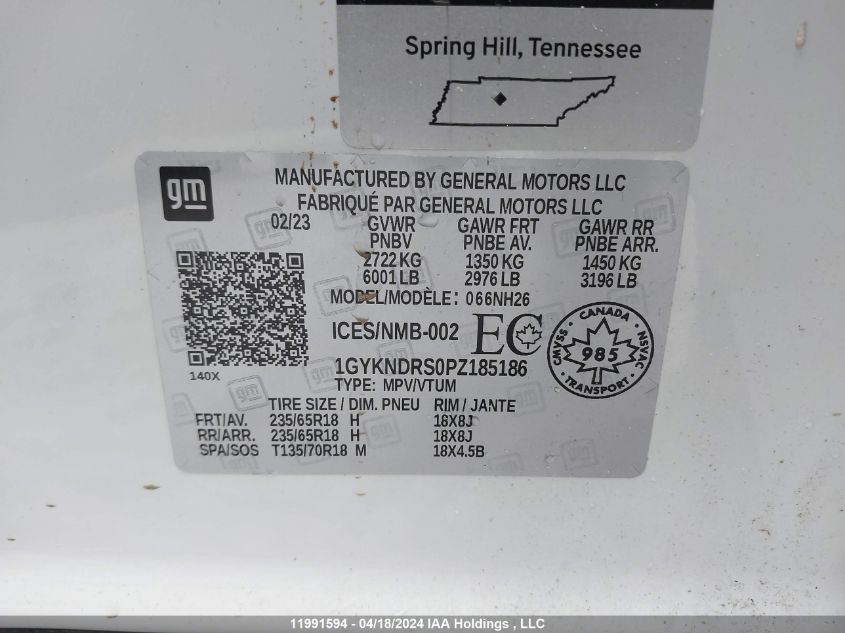 Spring Hill, Tennessee
gm
MANUFACTURED BY GENERAL MOTORS LLC
FABRIQUÉ PAR GENERAL MOTORS LLC
02/23 GVWR GAWR FRT GAWR RR
PNBV PNBE AV. PNBE ARR.
2722 KG 1350 KG 1450 KG
6001 LB 2976 LB 3196 LB
MODEL/MODÈLE: 066NH26
ICES/NMB-002 EC
CANADA
CMVSS 985 NSVAC
TRANSPORT
1GYKNDRS0PZ185186
140X
TYPE: MPV/VTUM
TIRE SIZE / DIM. PNEU RIM / JANTE
FRT/AV. 235/65R18 H 18X8J
RR/ARR. 235/65R18 H 18X8J
SPA/SOS T135/70R18 M 18X4.5B
11991594 - 04/18/2024 IAA Holdings , LLC